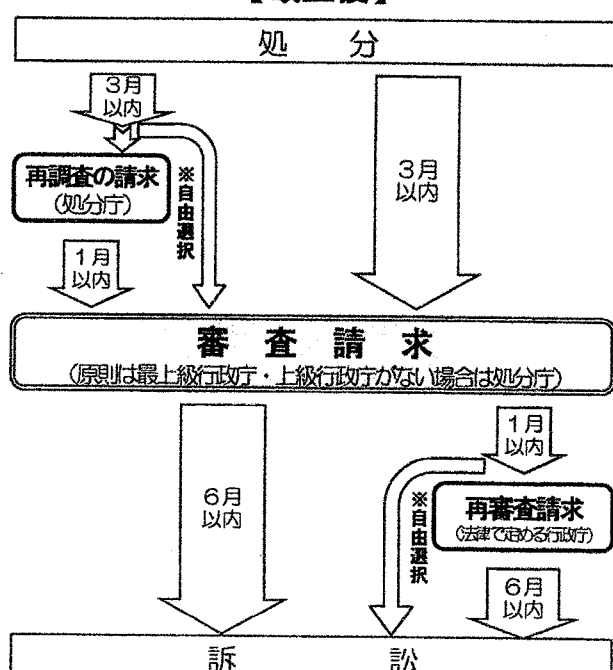 処分
3月
以内
再調査の請求
(処分庁)
※自由選択
3月
以内
1月
以内
審査請求
(原則は最上級行政庁・上級行政庁がない場合は処分庁)
6月
以内
1月
以内
※自由選択
再審査請求
(法律で定める行政庁)
6月
以内
訴訟